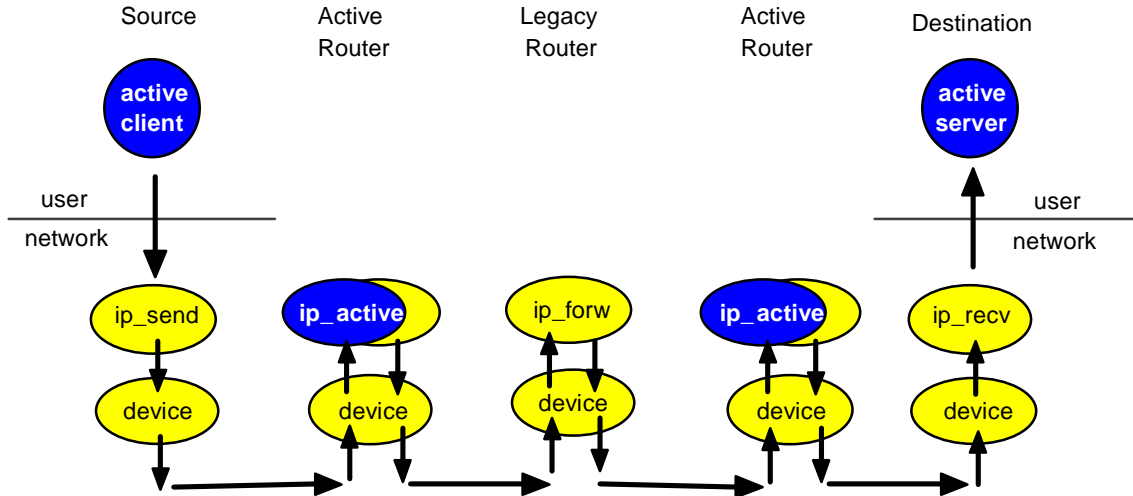 Source
Active
Router
Legacy
Router
Active
Router
Destination
active
client
active
server
user
network
user
network
ip_send
ip_active
ip_forw
ip_active
ip_recv
device
device
device
device
device